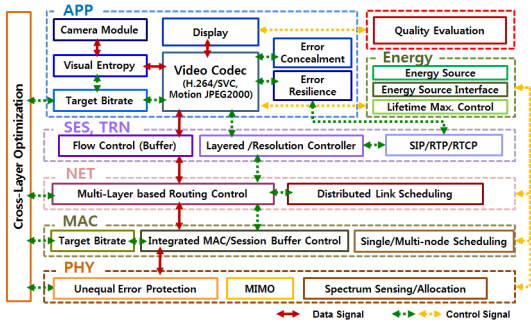 Cross-Layer Optimization
APP
Camera Module
Visual Entropy
Target Bitrate
Display
Video Codec
(H.264/SVC,
Motion JPEG2000)
Error
Concealment
Error
Resilience
Quality Evaluation
Energy
Energy Source
Energy Source Interface
Lifetime Max. Control
SES, TRN
Flow Control (Buffer)
Layered /Resolution Controller
SIP/RTP/RTCP
NET
Multi-Layer based Routing Control
Distributed Link Scheduling
MAC
Target Bitrate
Integrated MAC/Session Buffer Control
Single/Multi-node Scheduling
PHY
Unequal Error Protection
MIMO
Spectrum Sensing/Allocation
Data Signal
Control Signal